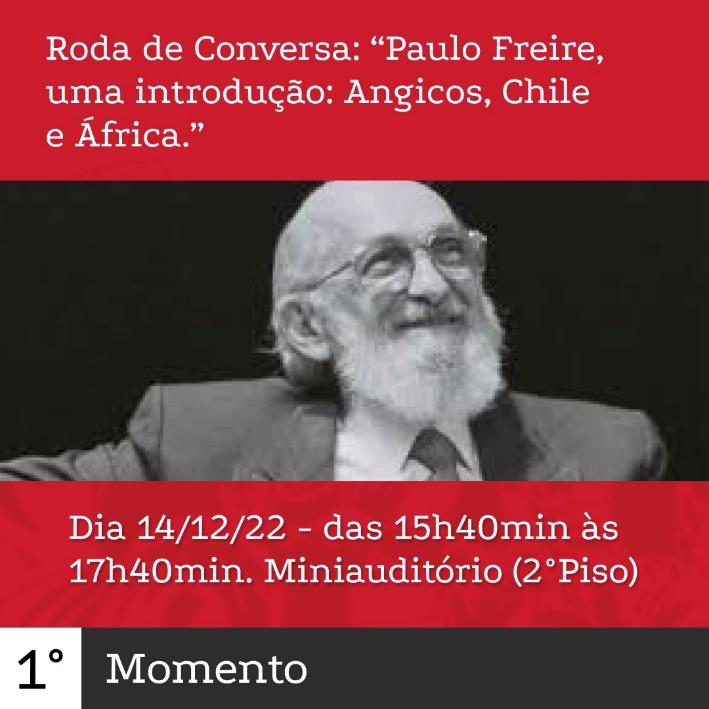 Roda de Conversa: “Paulo Freire,
uma introdução: Angicos, Chile
e África.”
Dia 14/12/22 - das 15h40min às
17h40min. Miniauditório (2°Piso)
1° Momento